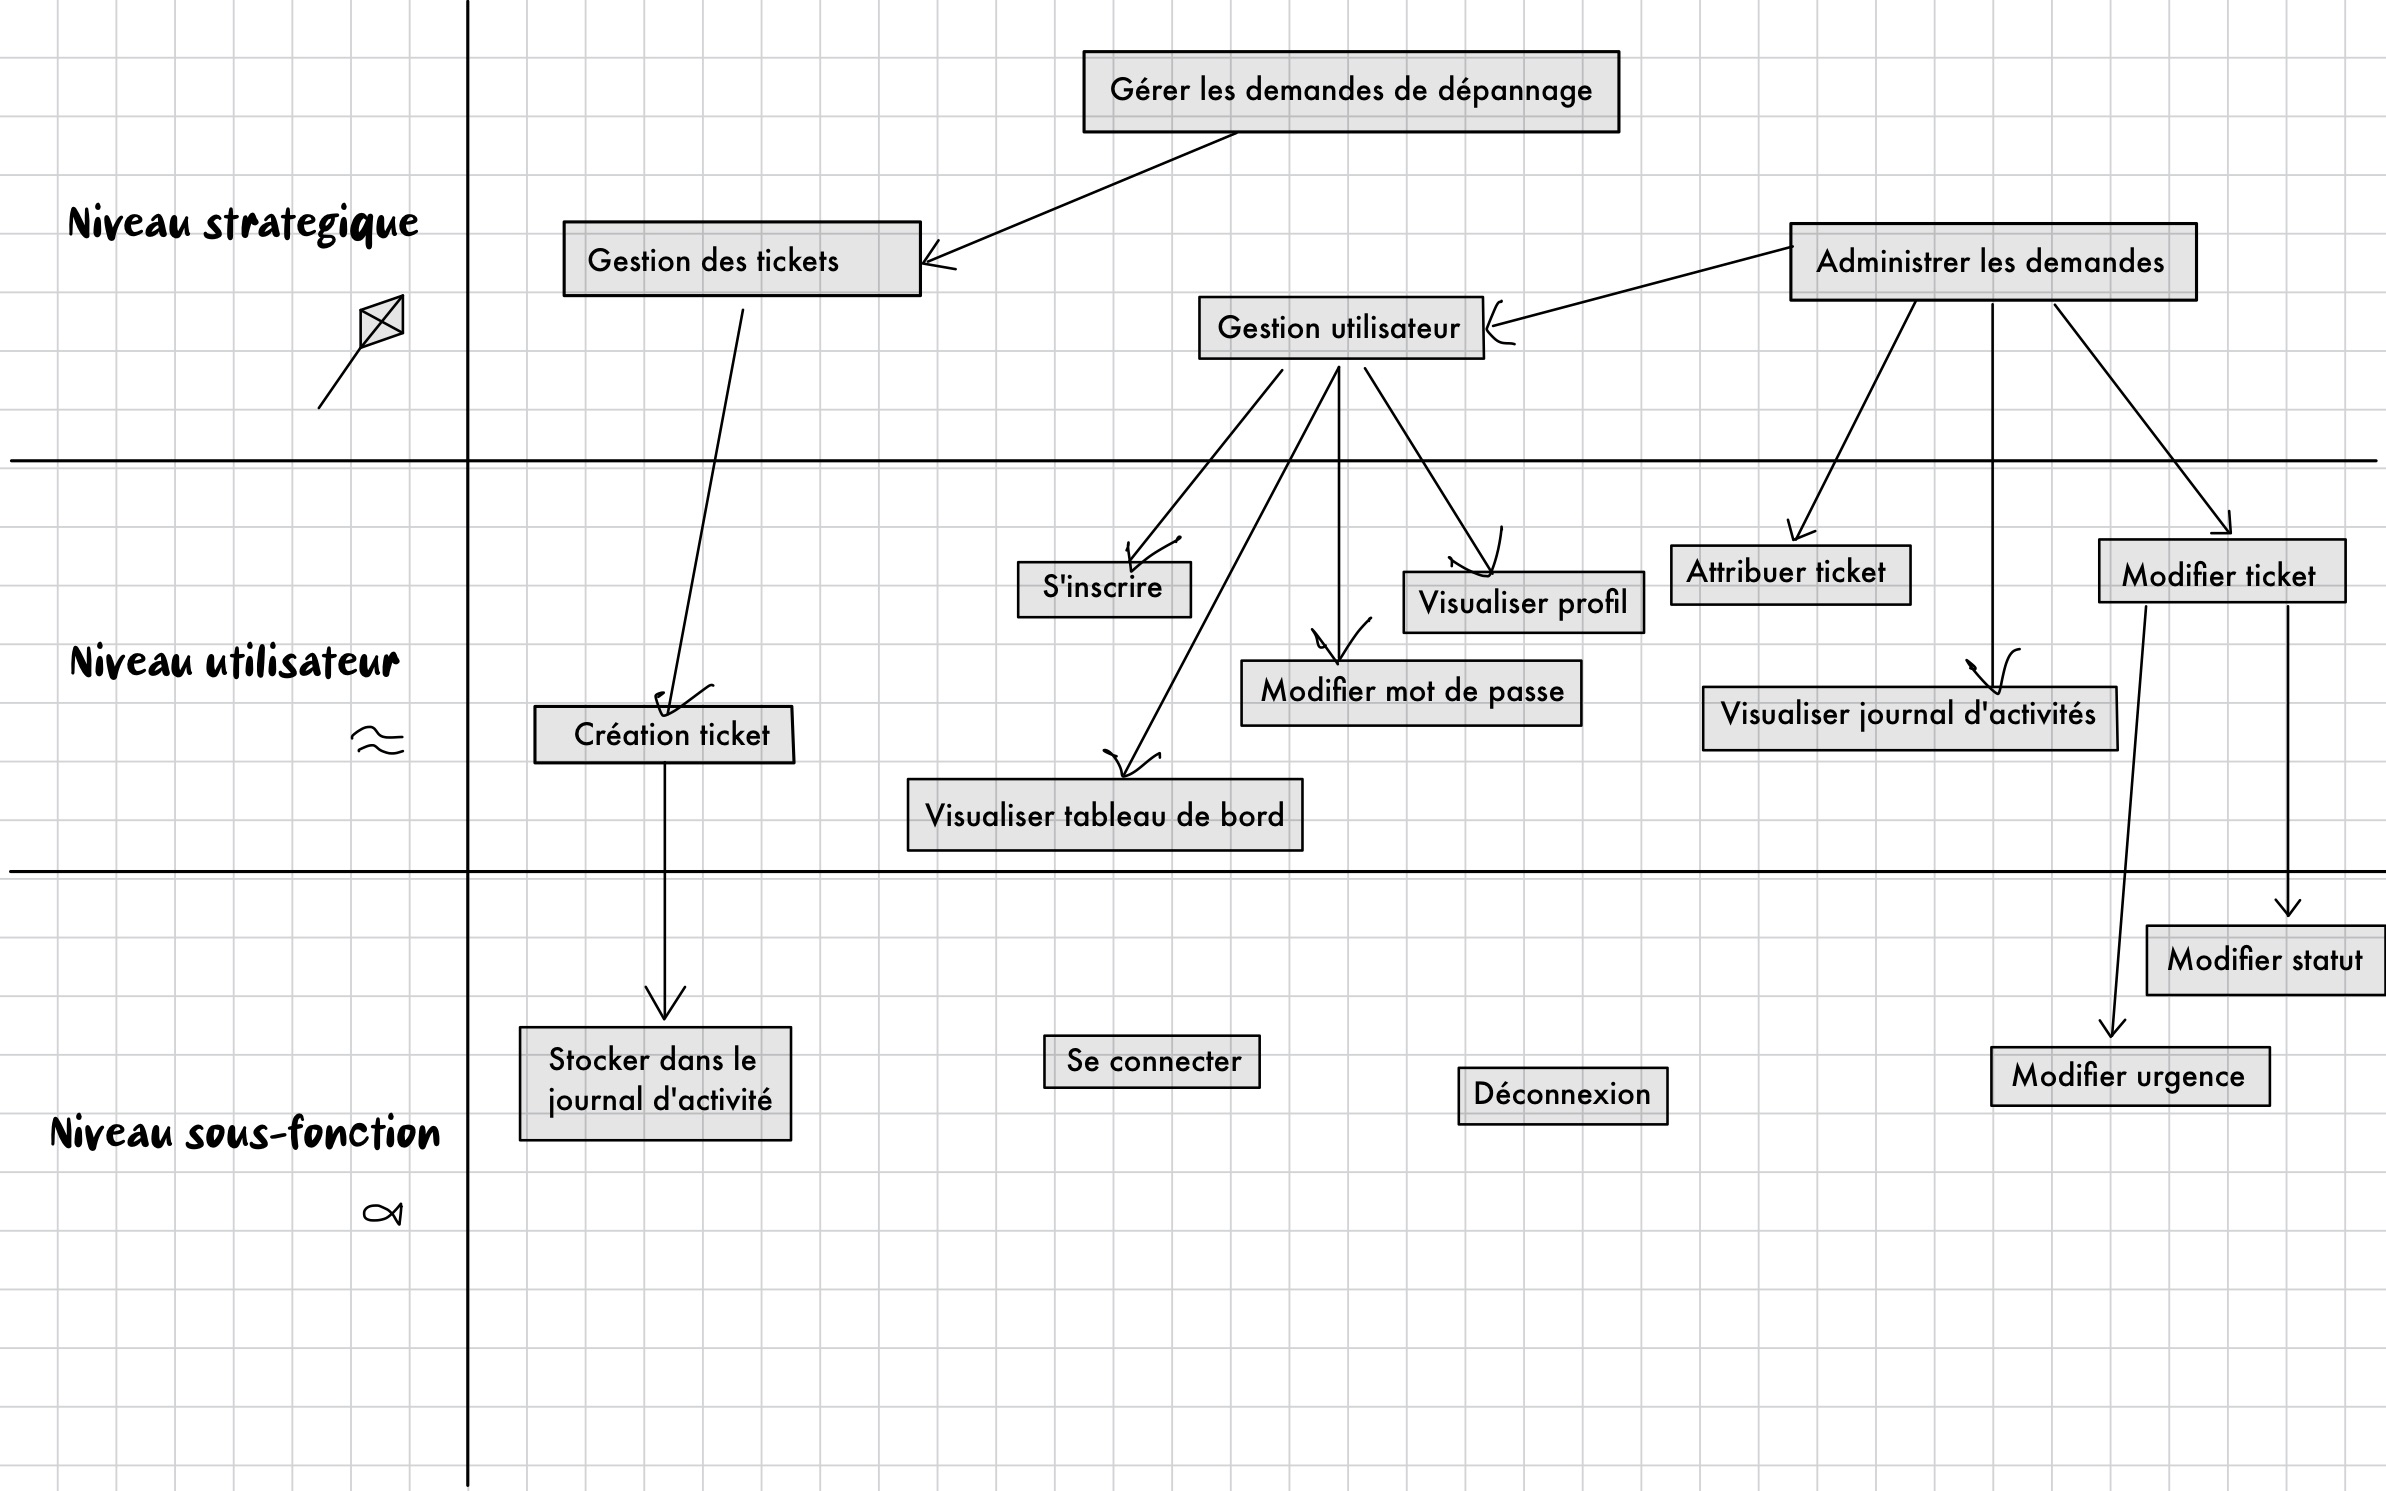 Gérer les demandes de dépannage
Niveau strategique
Gestion des tickets
Administrer les demandes
Gestion utilisateur
S'inscrire
Visualiser profil
Attribuer ticket
Modifier ticket
Niveau utilisateur
Modifier mot de passe
Création ticket
Visualiser journal d'activités
Visualiser tableau de bord
Modifier statut
Stocker dans le
journal d'activité
Se connecter
Déconnexion
Modifier urgence
Niveau sous-fonction